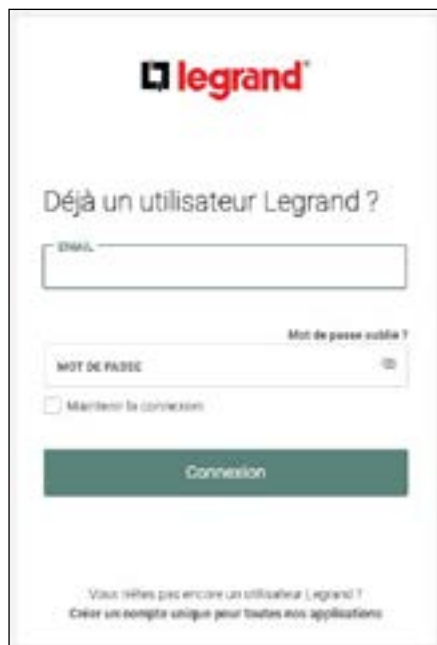 legrand®
Déjà un utilisateur Legrand ?
EMAIL
Mot de passe oublié ?
MOT DE PASSE
Maintenir la connexion
Connexion
Vous n'êtes pas encore un utilisateur Legrand ?
Créer un compte unique pour toutes nos applications